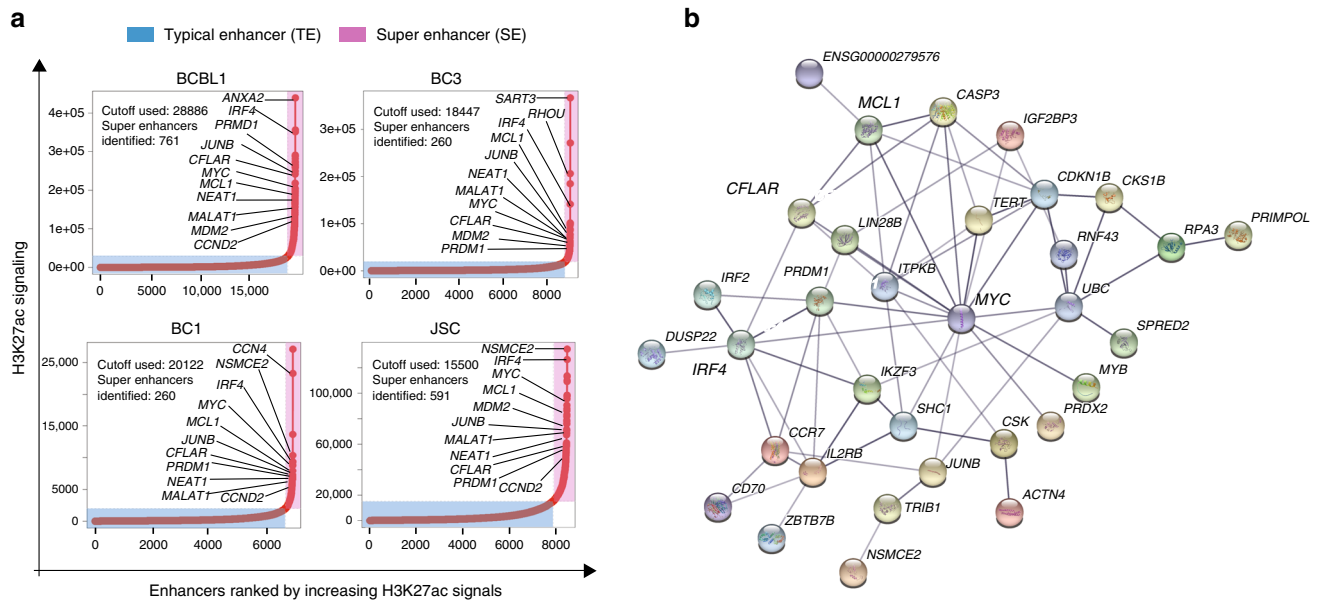 a
Typical enhancer (TE)
Super enhancer (SE)
H3K27ac signaling
BCBL1
4e+05
3e+05
2e+05
1e+05
0e+00
Cutoff used: 28886
Super enhancers
identified: 761
ANXA2
IRF4
PRMD1
JUNB
CFLAR
MYC
MCL1
NEAT1
MALAT1
MDM2
CCND2
0
5000
10,000
15,000
BC3
3e+05
2e+05
1e+05
0e+00
Cutoff used: 18447
Super enhancers
identified: 260
SART3
RHOU
IRF4
MCL1
JUNB
NEAT1
MALAT1
MYC
CFLAR
MDM2
PRDM1
0
2000
4000
6000
8000
BC1
25,000
15,000
5000
0
Cutoff used: 20122
Super enhancers
identified: 260
CCN4
NSMCE2
IRF4
MYC
MCL1
JUNB
CFLAR
PRDM1
NEAT1
MALAT1
CCND2
0
2000
4000
6000
JSC
100,000
60,000
20,000
0
Cutoff used: 15500
Super enhancers
identified: 591
NSMCE2
IRF4
MYC
MCL1
MDM2
JUNB
MALAT1
NEAT1
CFLAR
PRDM1
CCND2
0
2000
4000
6000
8000
Enhancers ranked by increasing H3K27ac signals
b
ENSG00000279576
MCL1
CASP3
IGF2BP3
CFLAR
CDKN1B
CKS1B
TERT
LIN28B
RNF43
RPA3
PRIMPOL
IRF2
PRDM1
ITPKB
MYC
UBC
DUSP22
IRF4
SPRED2
IKZF3
MYB
SHC1
PRDX2
CCR7
IL2RB
CSK
JUNB
CD70
ZBTB7B
TRIB1
ACTN4
NSMCE2